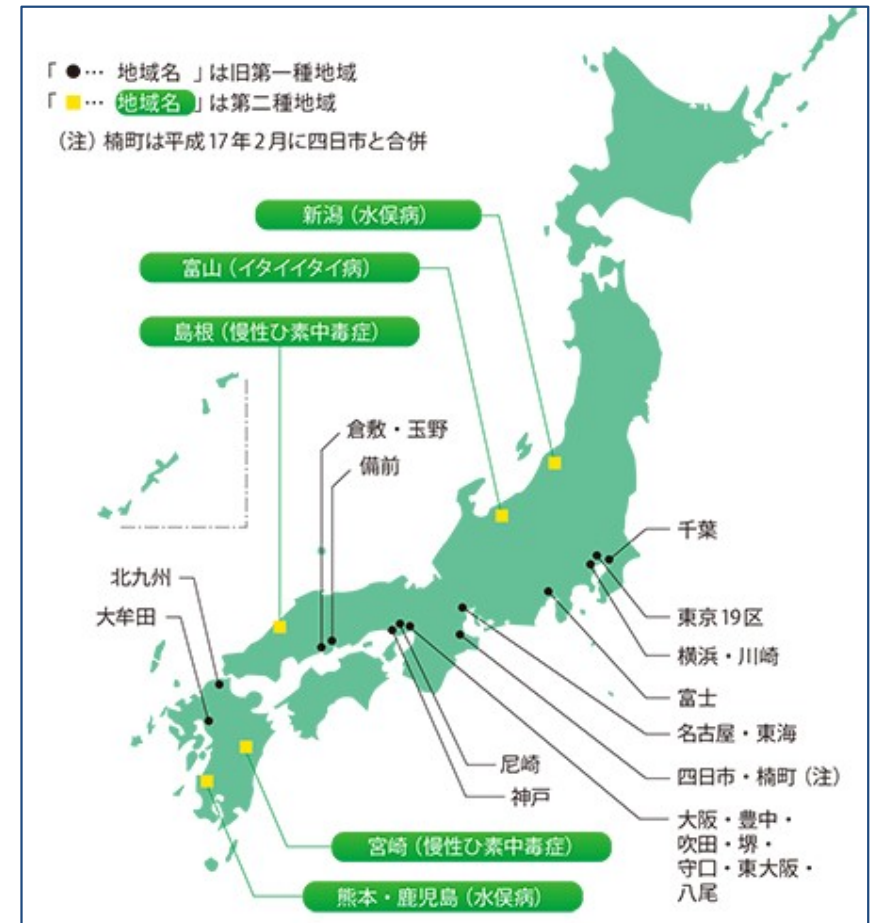 「 ●… 地域名 」は旧第一種地域
「 ■… 地域名 」は第二種地域
（注）楠町は平成17年2月に四日市と合併
新潟（水俣病）
富山（イタイイタイ病）
島根（慢性ひ素中毒症）
倉敷・玉野
備前
北九州
大牟田
千葉
東京19区
横浜・川崎
富士
名古屋・東海
四日市・楠町（注）
大阪・豊中・
吹田・堺・
守口・東大阪・
八尾
尼崎
神戸
宮崎（慢性ひ素中毒症）
熊本・鹿児島（水俣病）